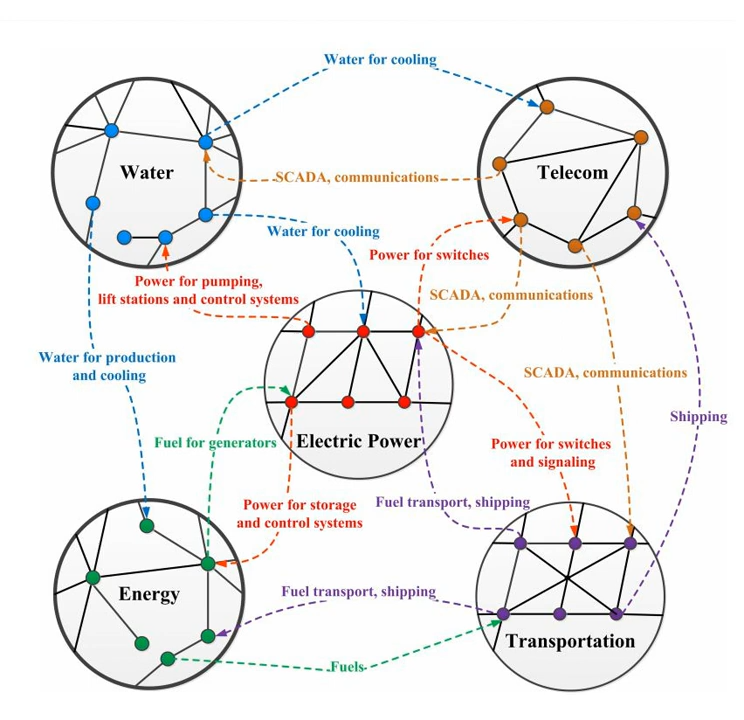 Water for cooling
Water
Telecom
SCADA, communications
Water for cooling
Power for switches
Power for pumping,
lift stations and control systems
SCADA, communications
Water for production
and cooling
SCADA, communications
Shipping
Fuel for generators
Electric Power
Power for switches
and signaling
Power for storage
and control systems
Fuel transport, shipping
Energy
Fuel transport, shipping
Transportation
Fuels